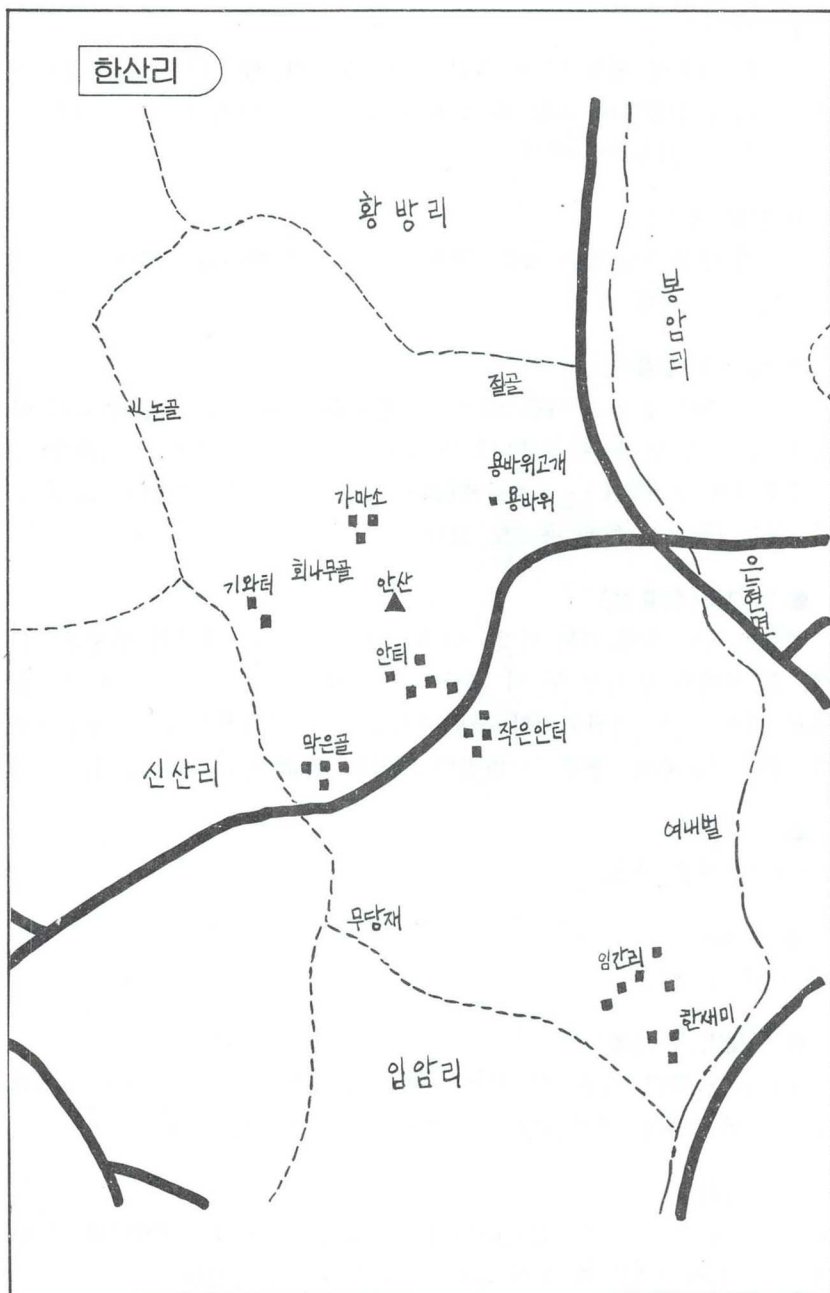 한산리
황방리
봉암리
절골
논골
용바위고개
용바위
가마소
회나무골
기와터
안산
은현면
안터
작은안터
막은골
신산리
여내벌
무당재
임간리
한새미
입암리